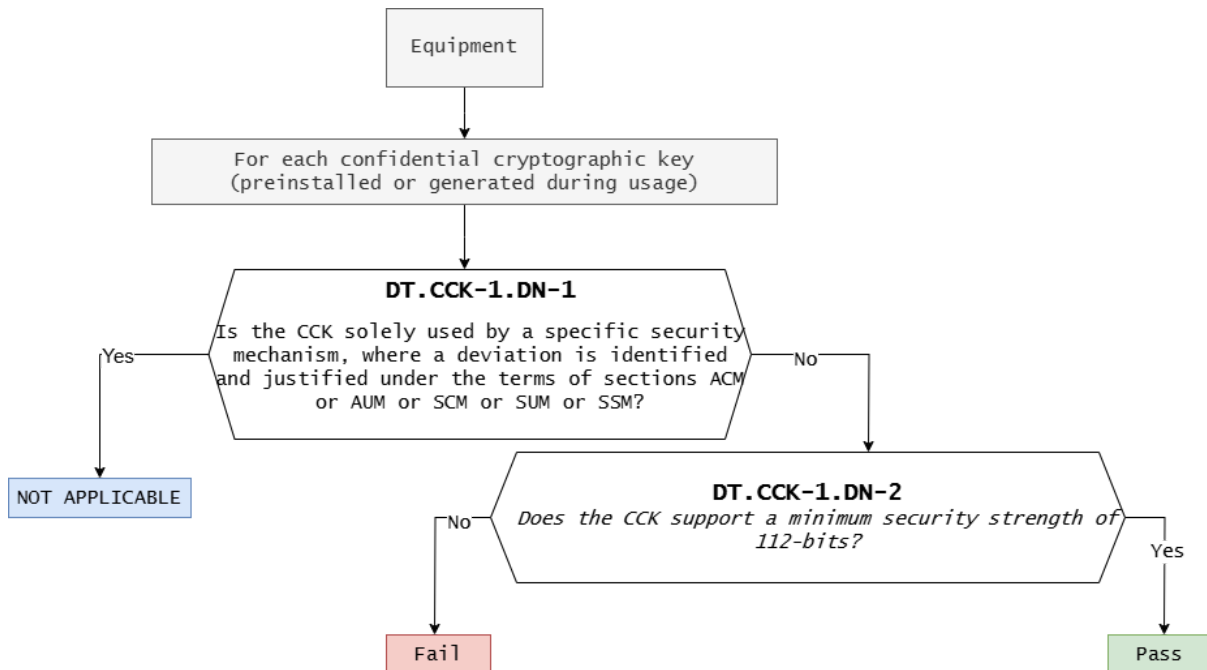 Equipment
For each confidential cryptographic key
(preinstalled or generated during usage)
DT.CCK-1.DN-1
Is the CCK solely used by a specific security
mechanism, where a deviation is identified
and justified under the terms of sections ACM
or AUM or SCM or SUM or SSM?
Yes
No
NOT APPLICABLE
DT.CCK-1.DN-2
Does the CCK support a minimum security strength of
112-bits?
No
Yes
Fail
Pass